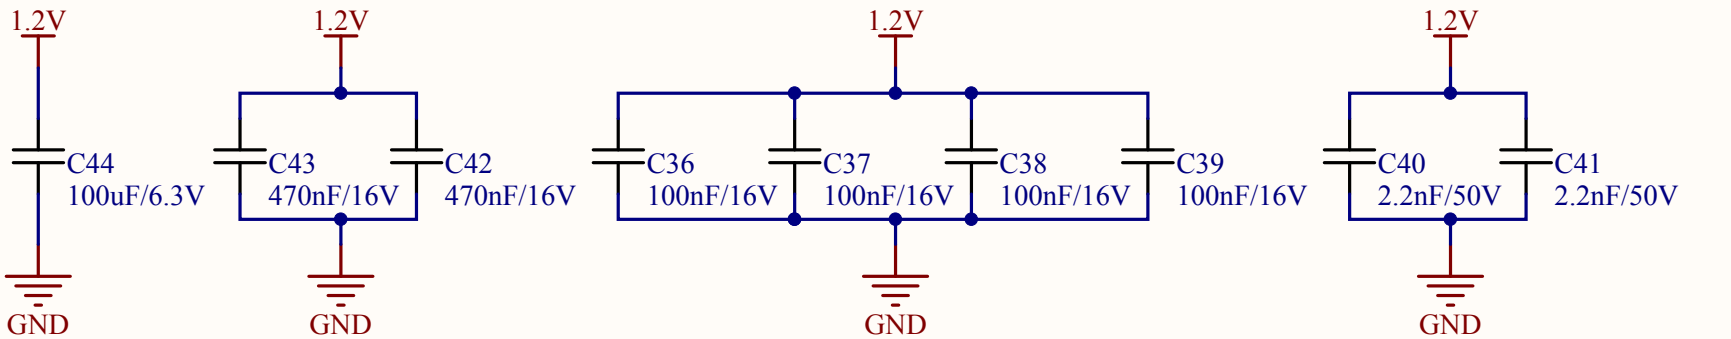 1.2V
1.2V
1.2V
1.2V
C44
100uF/6.3V
C43
470nF/16V
C42
470nF/16V
C36
100nF/16V
C37
100nF/16V
C38
100nF/16V
C39
100nF/16V
C40
2.2nF/50V
C41
2.2nF/50V
GND
GND
GND
GND